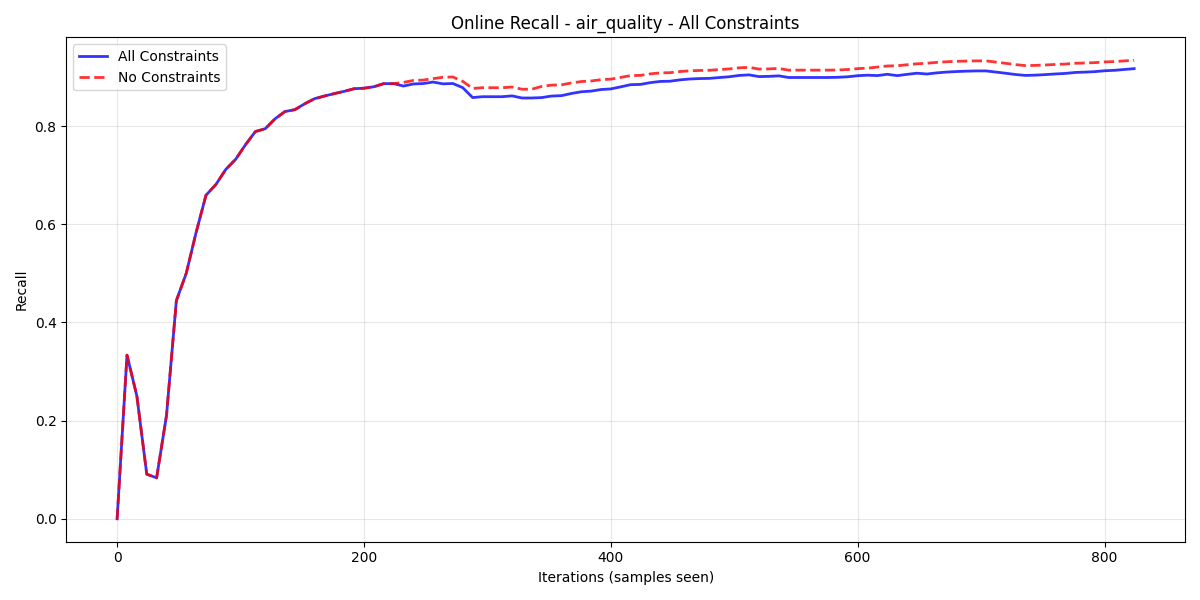 Online Recall - air_quality - All Constraints
All Constraints
No Constraints
Recall
0.8
0.6
0.4
0.2
0.0
0
200
400
600
800
Iterations (samples seen)